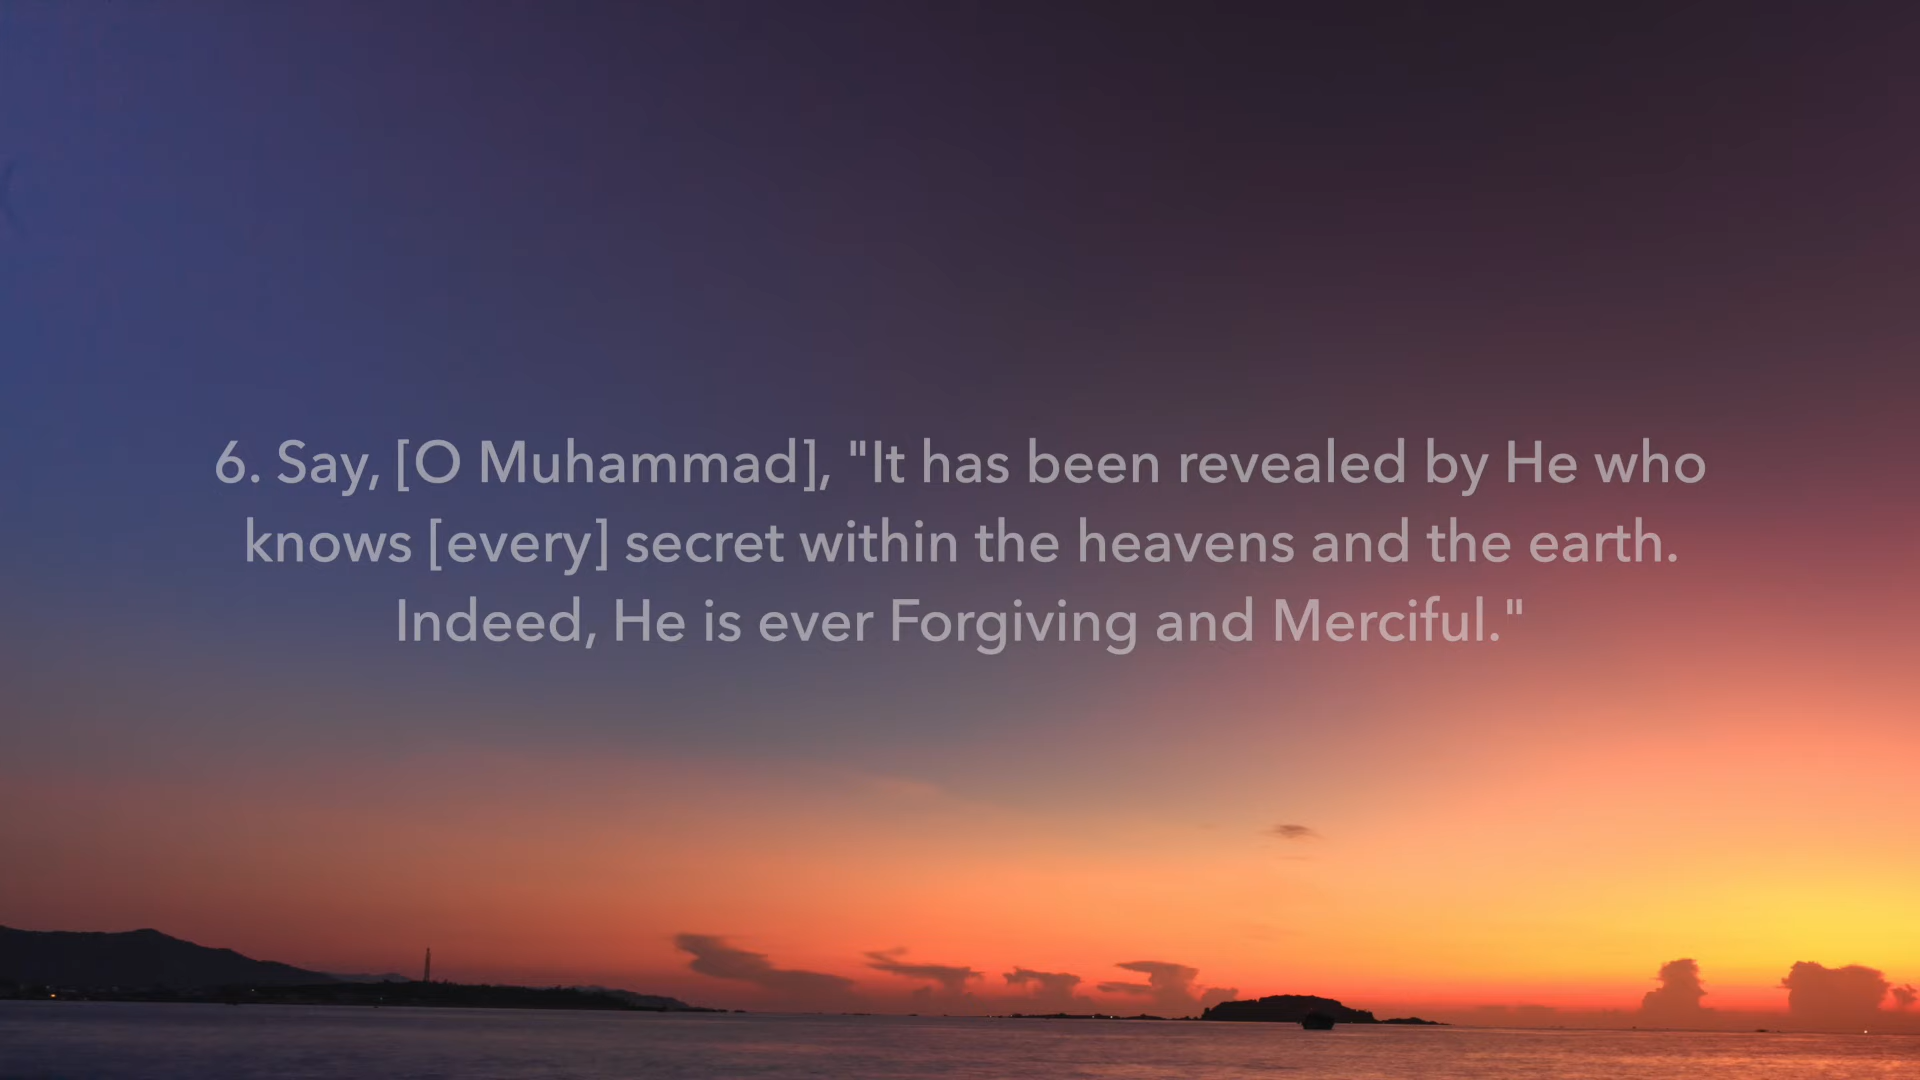 6. Say, [O Muhammad], "It has been revealed by He who
knows [every] secret within the heavens and the earth.
Indeed, He is ever Forgiving and Merciful."